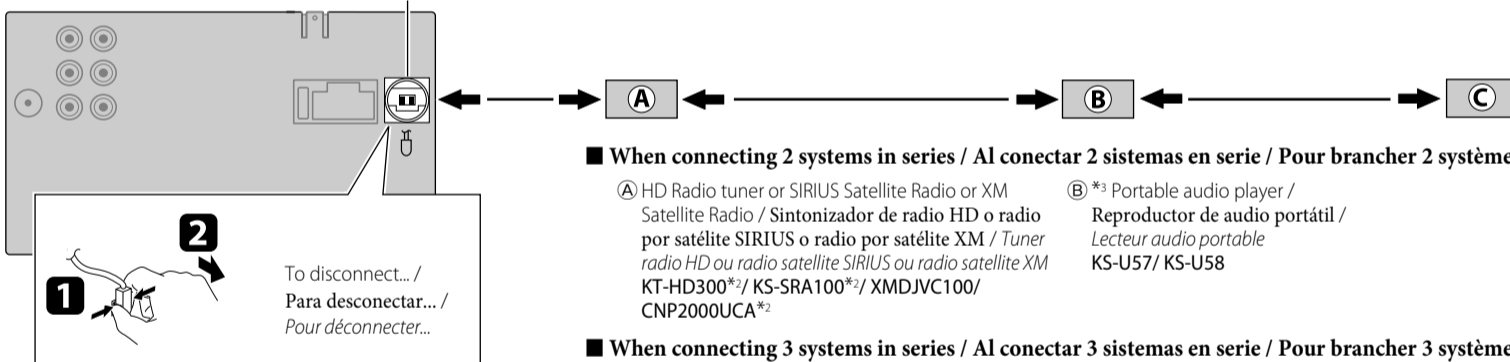 Ⓐ
Ⓑ
Ⓒ
■ When connecting 2 systems in series / Al conectar 2 sistemas en serie / Pour brancher 2 système
Ⓐ HD Radio tuner or SIRIUS Satellite Radio or XM
Satellite Radio / Sintonizador de radio HD o radio
por satélite SIRIUS o radio por satélite XM / Tuner
radio HD ou radio satellite SIRIUS ou radio satellite XM
KT-HD300*2/ KS-SRA100*2/ XMDJVC100/
CNP2000UCA*2
Ⓑ *3 Portable audio player /
Reproductor de audio portátil /
Lecteur audio portable
KS-U57/ KS-U58
1
2
To disconnect... /
Para desconectar... /
Pour déconnecter...
■ When connecting 3 systems in series / Al conectar 3 sistemas en serie / Pour brancher 3 systèm